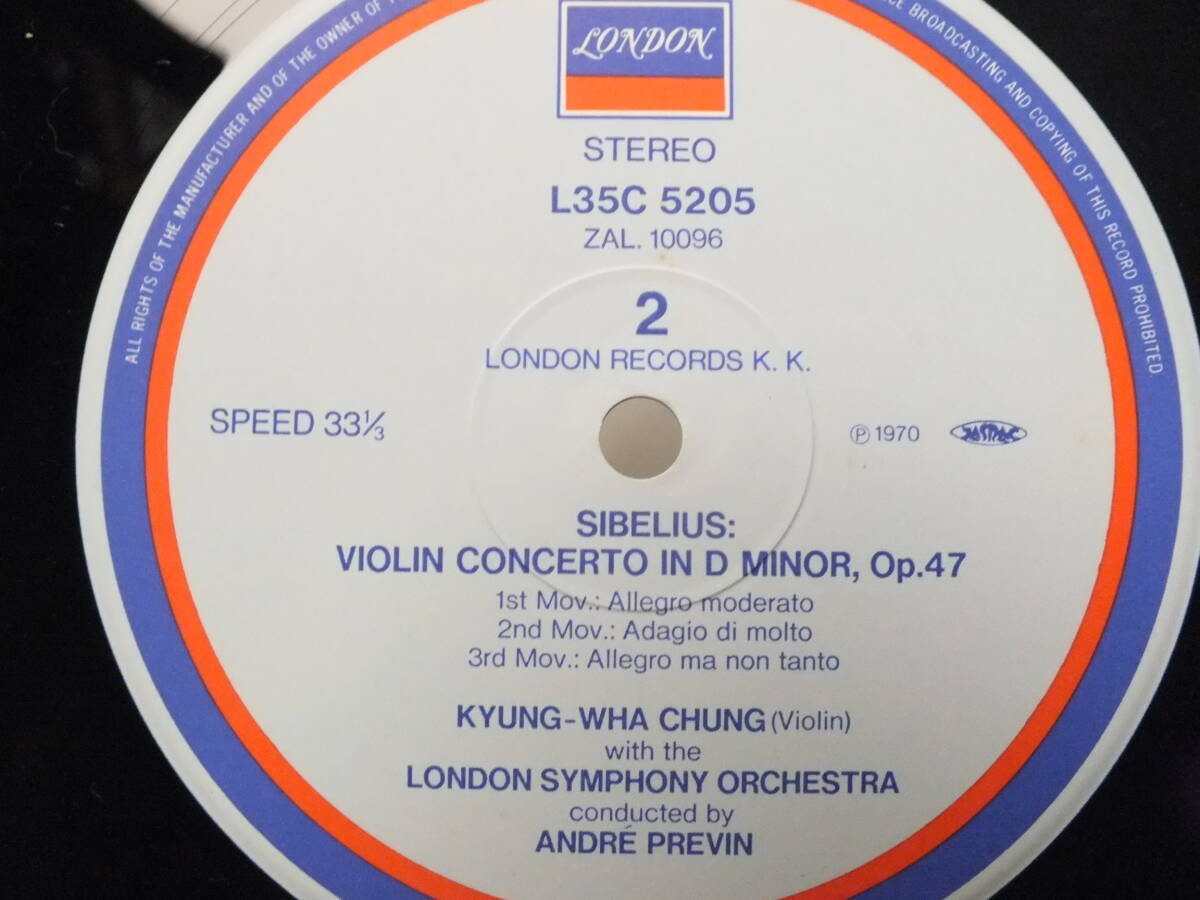 LONDON
STEREO
L35C 5205
ZAL. 10096
2
LONDON RECORDS K. K.
SPEED 33⅓
Ⓟ 1970
JASRAC
SIBELIUS:
VIOLIN CONCERTO IN D MINOR, Op.47
1st Mov.: Allegro moderato
2nd Mov.: Adagio di molto
3rd Mov.: Allegro ma non tanto
KYUNG-WHA CHUNG (Violin)
with the
LONDON SYMPHONY ORCHESTRA
conducted by
ANDRÉ PREVIN
ALL RIGHTS OF THE MANUFACTURER AND OF THE OWNER OF
BROADCASTING AND COPYING OF THIS RECORD PROHIBITED.